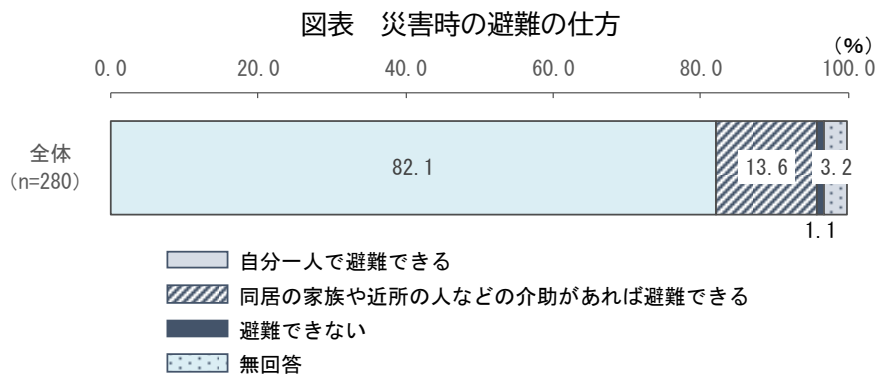 図表　災害時の避難の仕方
（%）
0.0 20.0 40.0 60.0 80.0 100.0
全体
（n=280）
82.1 13.6 3.2
1.1
自分一人で避難できる
同居の家族や近所の人などの介助があれば避難できる
避難できない
無回答